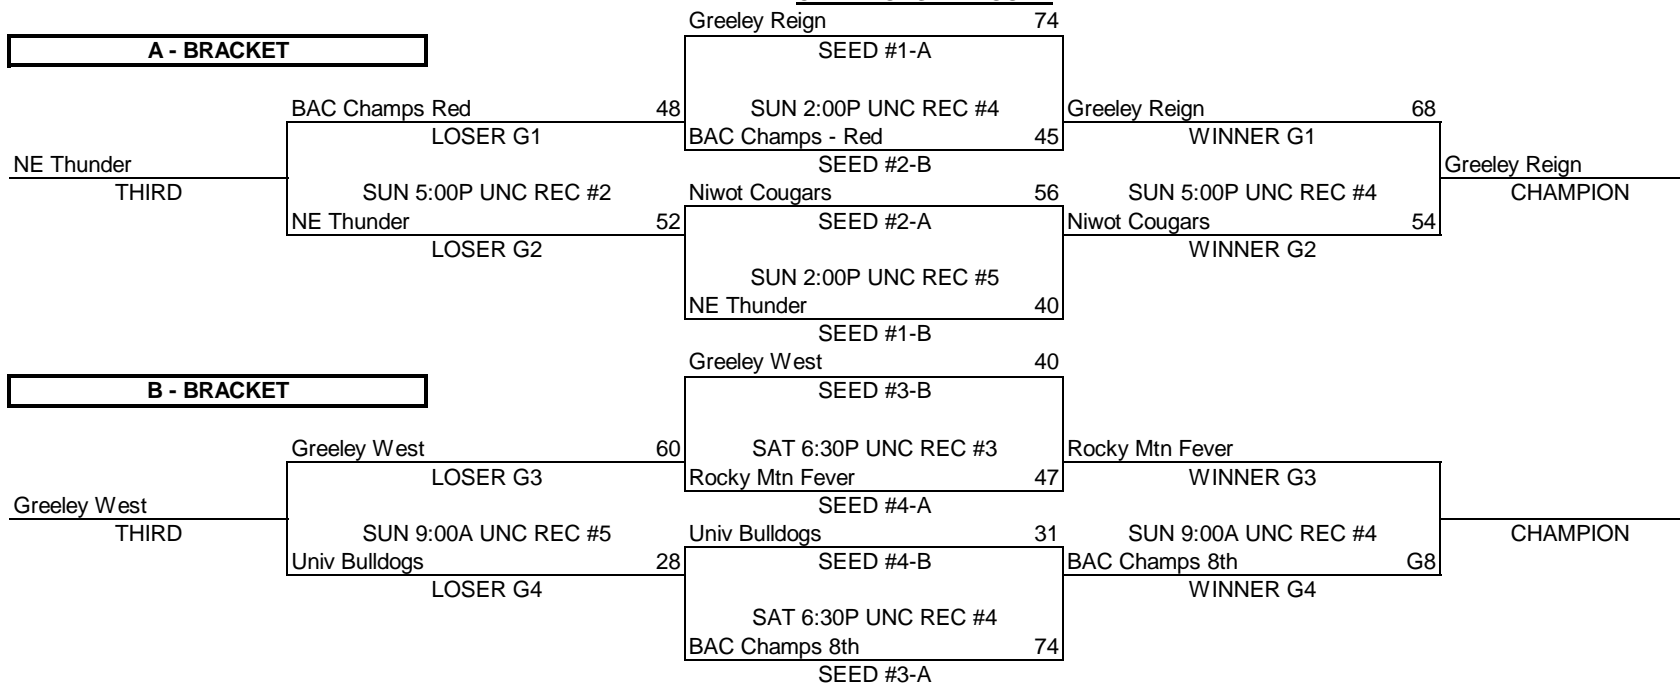 Greeley Reign 74
A - BRACKET SEED #1-A
BAC Champs Red 48 SUN 2:00P UNC REC #4 Greeley Reign 68
LOSER G1 BAC Champs - Red 45 WINNER G1
NE Thunder SEED #2-B Greeley Reign
THIRD SUN 5:00P UNC REC #2 Niwot Cougars 56 SUN 5:00P UNC REC #4 CHAMPION
NE Thunder 52 SEED #2-A Niwot Cougars 54
LOSER G2 WINNER G2
SUN 2:00P UNC REC #5
NE Thunder 40
SEED #1-B
Greeley West 40
B - BRACKET SEED #3-B
Greeley West 60 SAT 6:30P UNC REC #3 Rocky Mtn Fever
LOSER G3 Rocky Mtn Fever 47 WINNER G3
Greeley West SEED #4-A
THIRD SUN 9:00A UNC REC #5 Univ Bulldogs 31 SUN 9:00A UNC REC #4 CHAMPION
Univ Bulldogs 28 SEED #4-B BAC Champs 8th G8
LOSER G4 WINNER G4
SAT 6:30P UNC REC #4
BAC Champs 8th 74
SEED #3-A